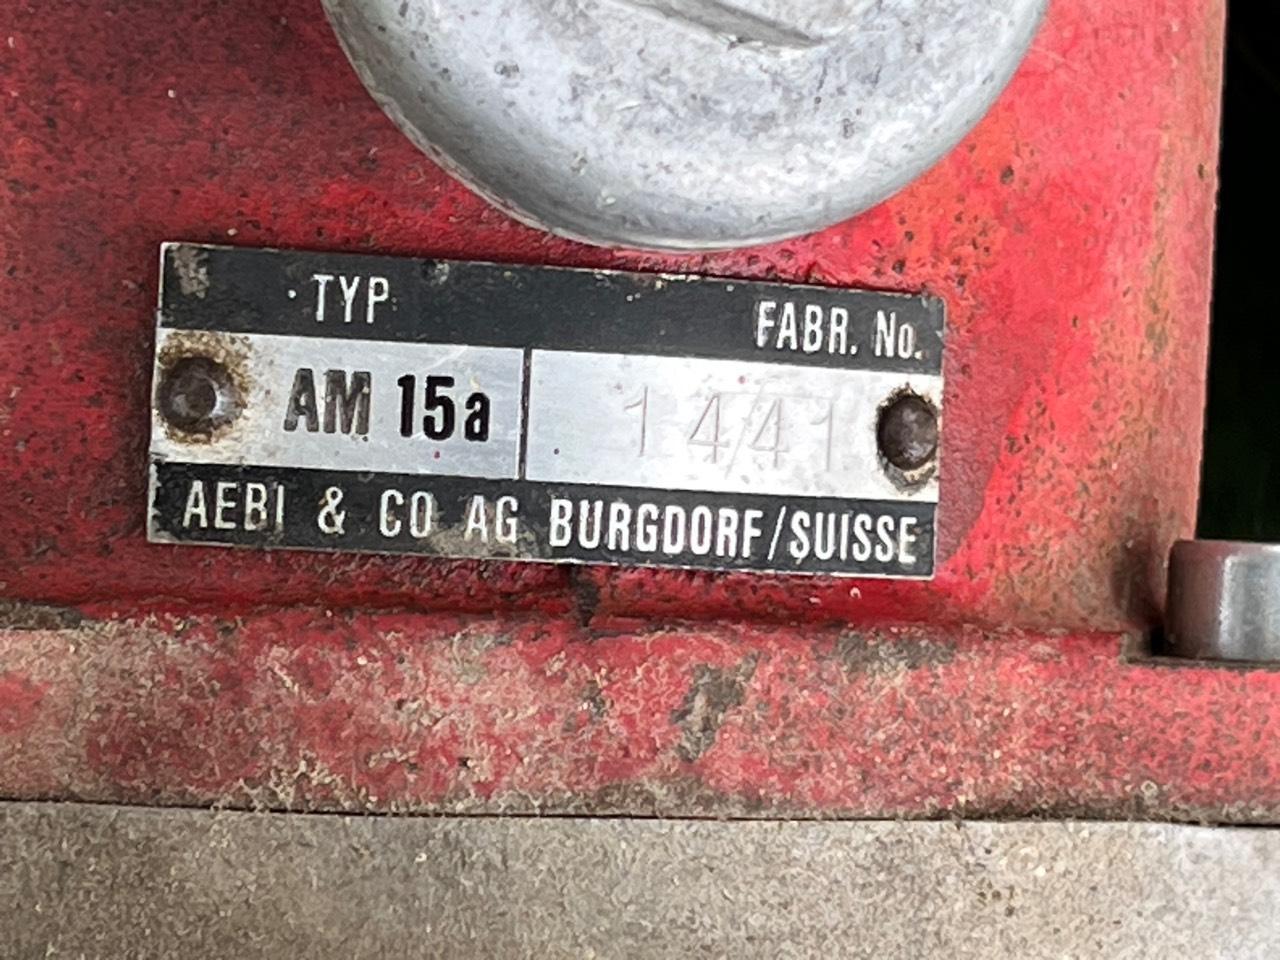 TYP FABR. No.
AM 15a 1441
AEBI & CO AG BURGDORF/SUISSE